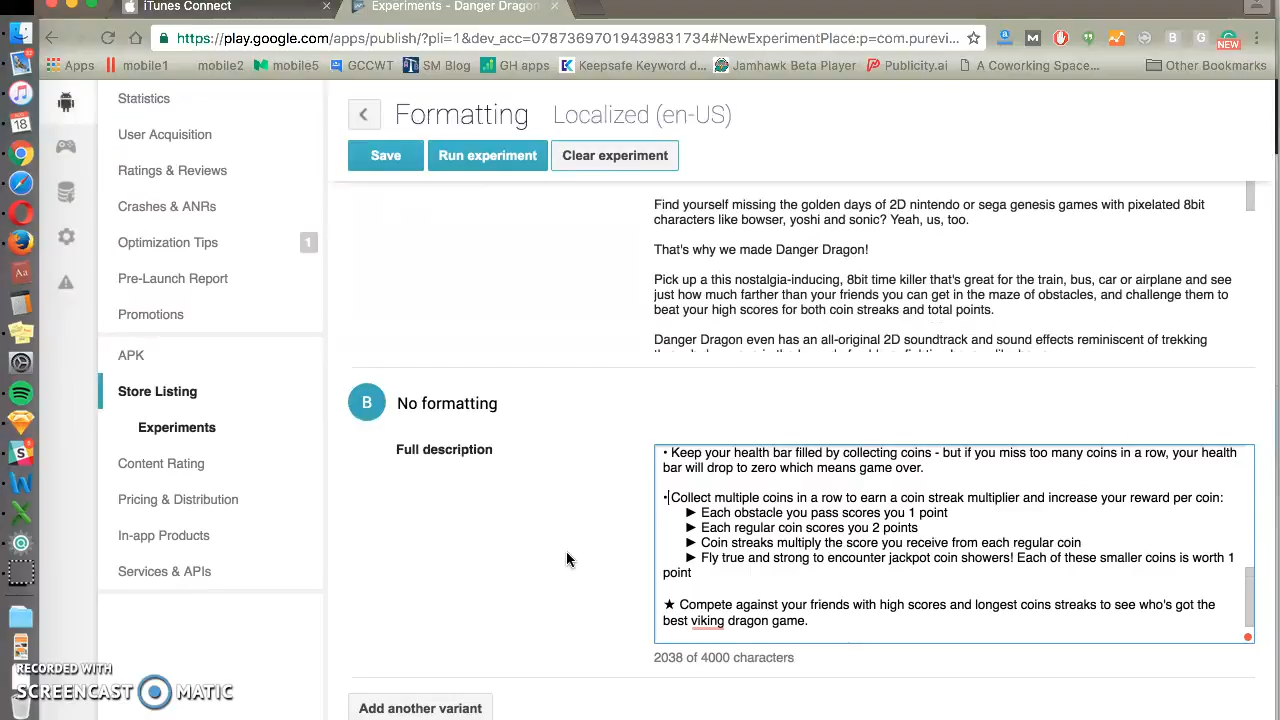 iTunes Connect
Experiments - Danger Dragon
https://play.google.com/apps/publish/?pli=1&dev_acc=07873697019439831734#NewExperimentPlace:p=com.purevi...
NEW
Apps
mobile1
mobile2
mobile5
GCCWT
SM Blog
GH apps
Keepsafe Keyword d...
Jamhawk Beta Player
Publicity.ai
A Coworking Space...
Other Bookmarks
Statistics
User Acquisition
Ratings & Reviews
Crashes & ANRs
Optimization Tips
1
Pre-Launch Report
Promotions
APK
Store Listing
Experiments
Content Rating
Pricing & Distribution
In-app Products
Services & APIs
Formatting Localized (en-US)
Save
Run experiment
Clear experiment
Find yourself missing the golden days of 2D nintendo or sega genesis games with pixelated 8bit
characters like bowser, yoshi and sonic? Yeah, us, too.
That's why we made Danger Dragon!
Pick up a this nostalgia-inducing, 8bit time killer that's great for the train, bus, car or airplane and see
just how much farther than your friends you can get in the maze of obstacles, and challenge them to
beat your high scores for both coin streaks and total points.
Danger Dragon even has an all-original 2D soundtrack and sound effects reminiscent of trekking
B
No formatting
Full description
• Keep your health bar filled by collecting coins - but if you miss too many coins in a row, your health
bar will drop to zero which means game over.
• Collect multiple coins in a row to earn a coin streak multiplier and increase your reward per coin:
► Each obstacle you pass scores you 1 point
► Each regular coin scores you 2 points
► Coin streaks multiply the score you receive from each regular coin
► Fly true and strong to encounter jackpot coin showers! Each of these smaller coins is worth 1
point
★ Compete against your friends with high scores and longest coins streaks to see who's got the
best viking dragon game.
2038 of 4000 characters
Add another variant
18
RECORDED WITH
SCREENCAST MATIC